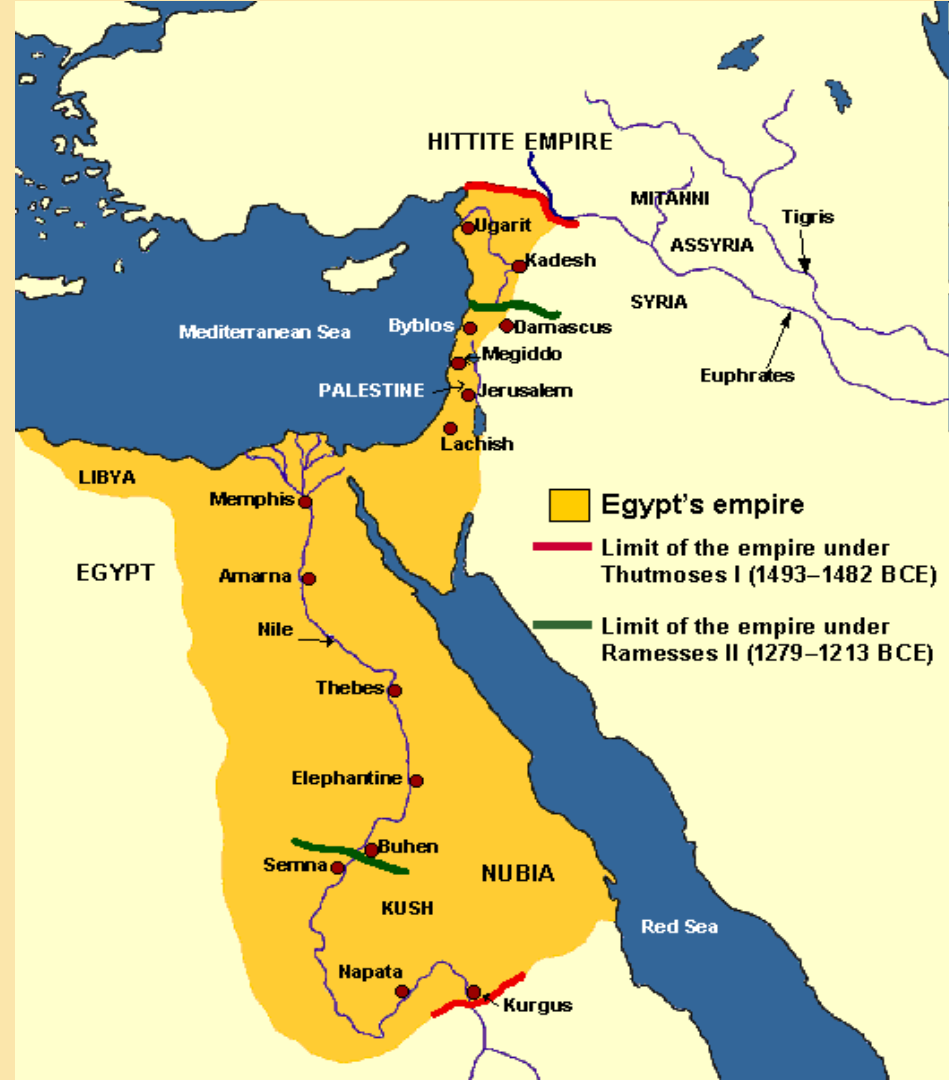 HITTITE EMPIRE
MITANNI
Tigris
Ugarit
ASSYRIA
Kadesh
SYRIA
Mediterranean Sea
Byblos
Damascus
Megiddo
Euphrates
PALESTINE
Jerusalem
Lachish
LIBYA
Memphis
Egypt's empire
Limit of the empire under
Thutmoses I (1493–1482 BCE)
EGYPT
Amarna
Nile
Limit of the empire under
Ramesses II (1279–1213 BCE)
Thebes
Elephantine
Buhen
Semna
NUBIA
KUSH
Red Sea
Napata
Kurgus